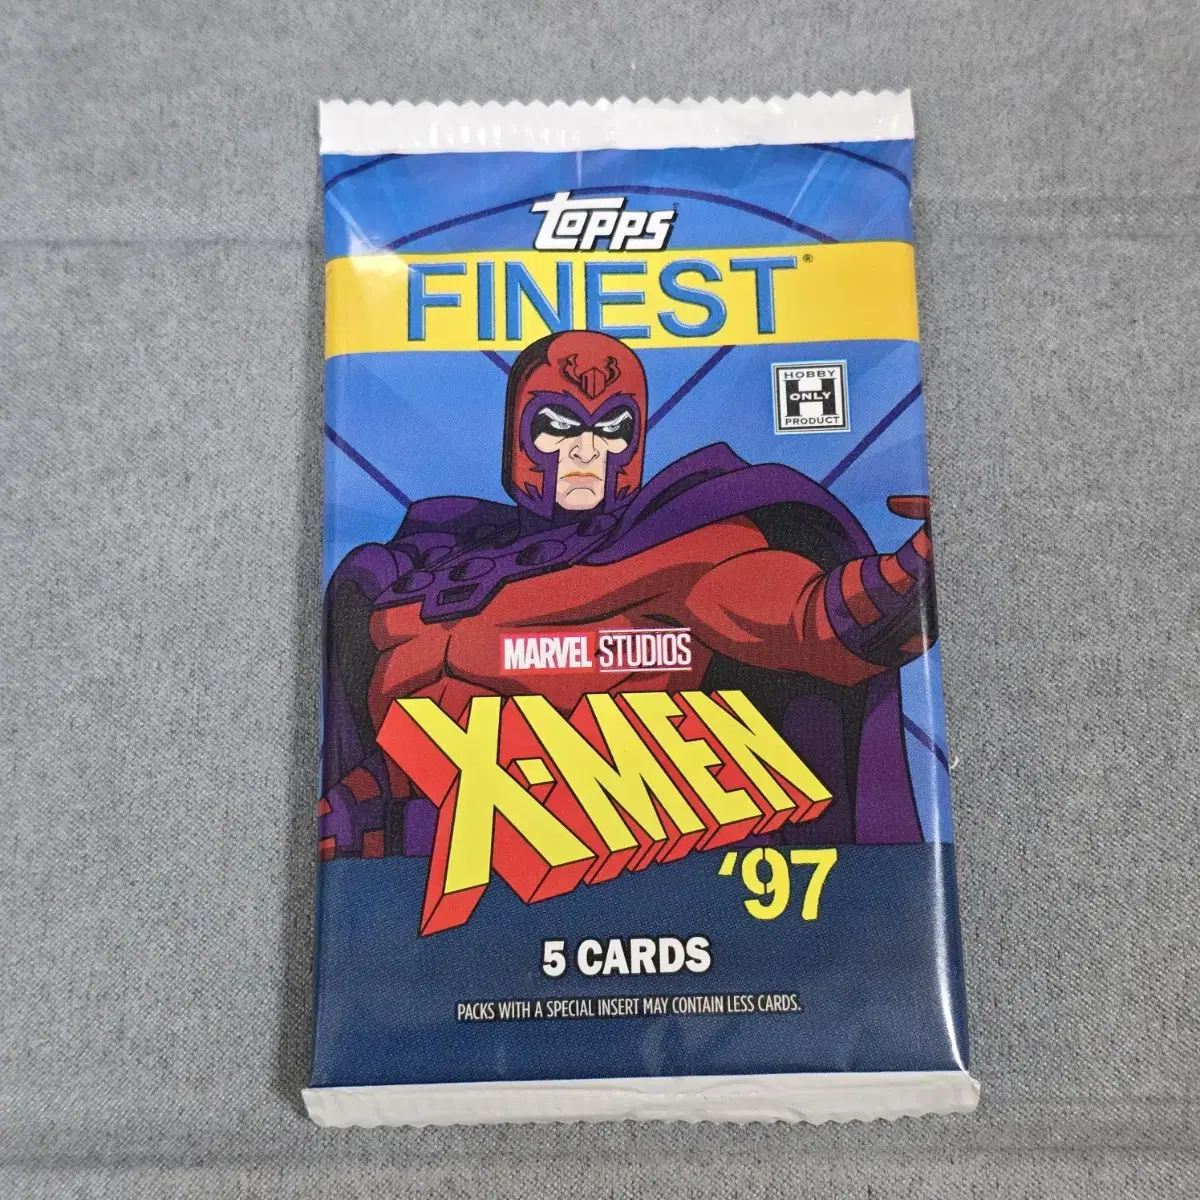 Topps
FINEST®
HOBBY
H
ONLY
PRODUCT
MARVEL STUDIOS
X-MEN
'97
5 CARDS
PACKS WITH A SPECIAL INSERT MAY CONTAIN LESS CARDS.